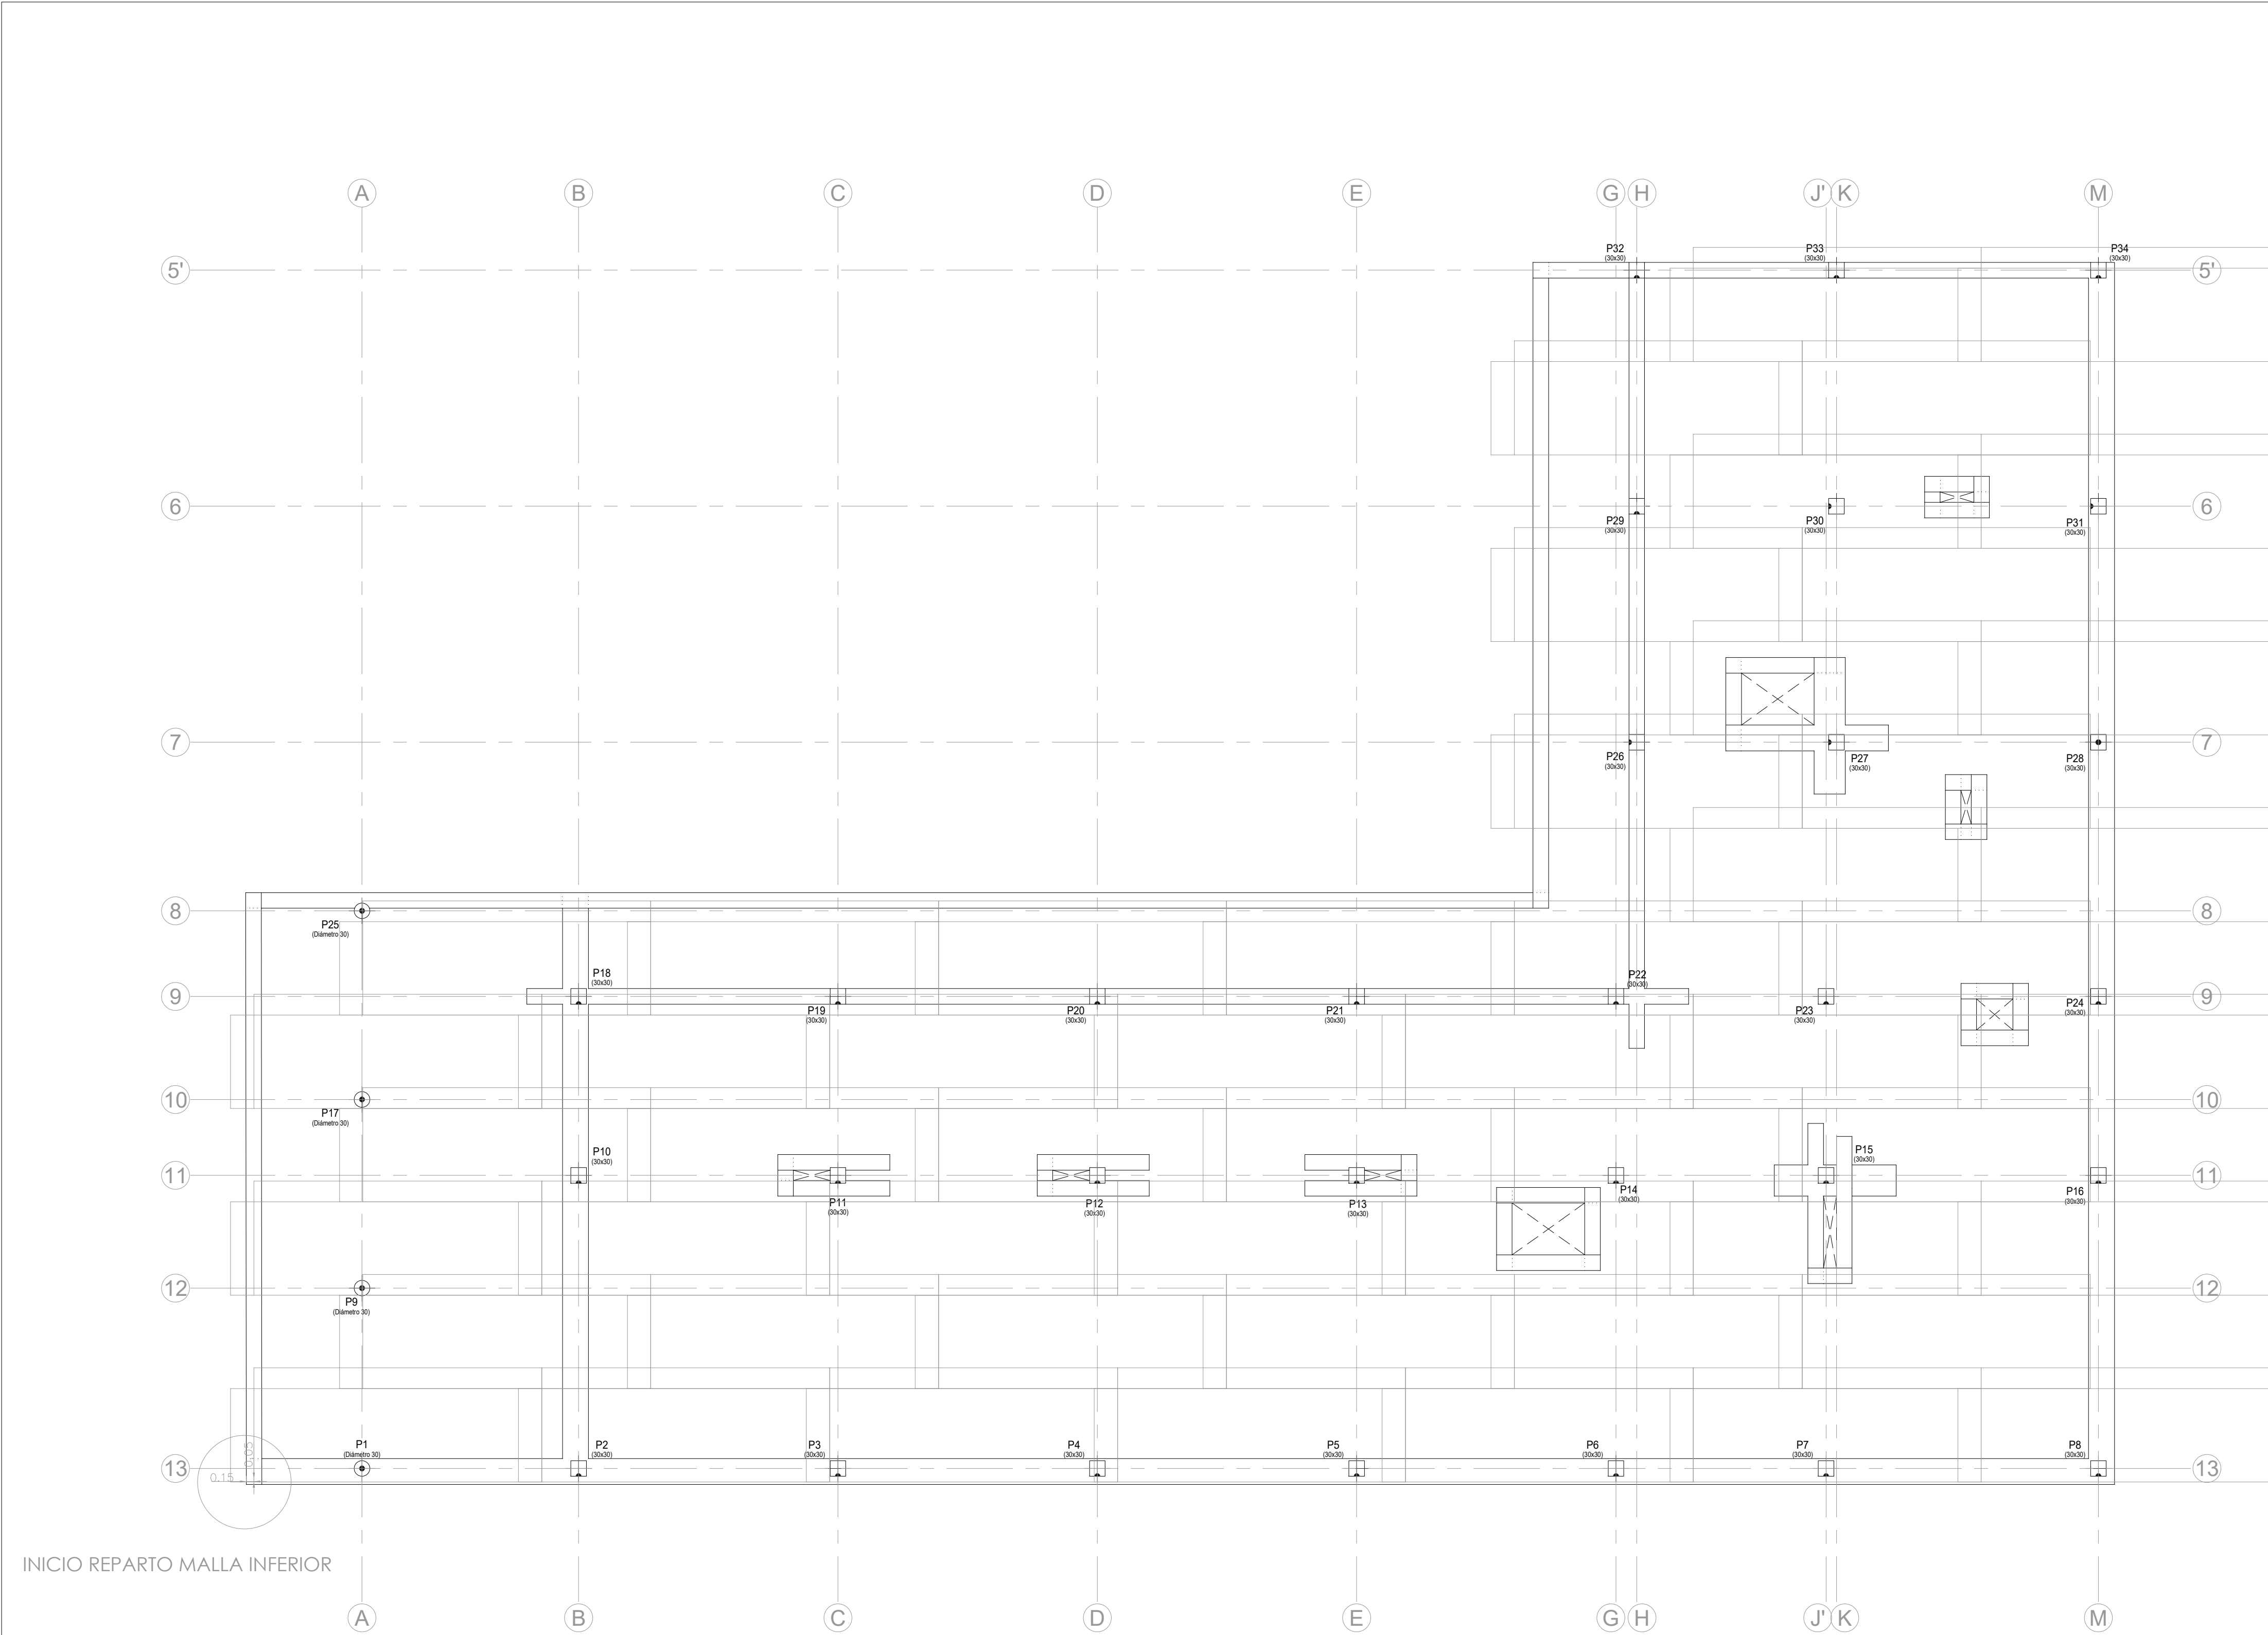 A B C D E G H J' K M
P32 P33 P34
(30x30) (30x30) (30x30)
5' 5'
6 6
P29 P30 P31
(30x30) (30x30) (30x30)
7 7
P26 P27 P28
(30x30) (30x30) (30x30)
8 8
P25
(Diámetro 30)
P18 P22
(30x30) (30x30)
9 9
P19 P20 P21 P23 P24
(30x30) (30x30) (30x30) (30x30) (30x30)
10 10
P17
(Diámetro 30)
P10 P15
(30x30) (30x30)
11 11
P11 P12 P13 P14 P16
(30x30) (30x30) (30x30) (30x30) (30x30)
12 12
P9
(Diámetro 30)
P1 P2 P3 P4 P5 P6 P7 P8
(Diámetro 30) (30x30) (30x30) (30x30) (30x30) (30x30) (30x30) (30x30)
0.05
13 13
0.15
INICIO REPARTO MALLA INFERIOR
A B C D E G H J' K M